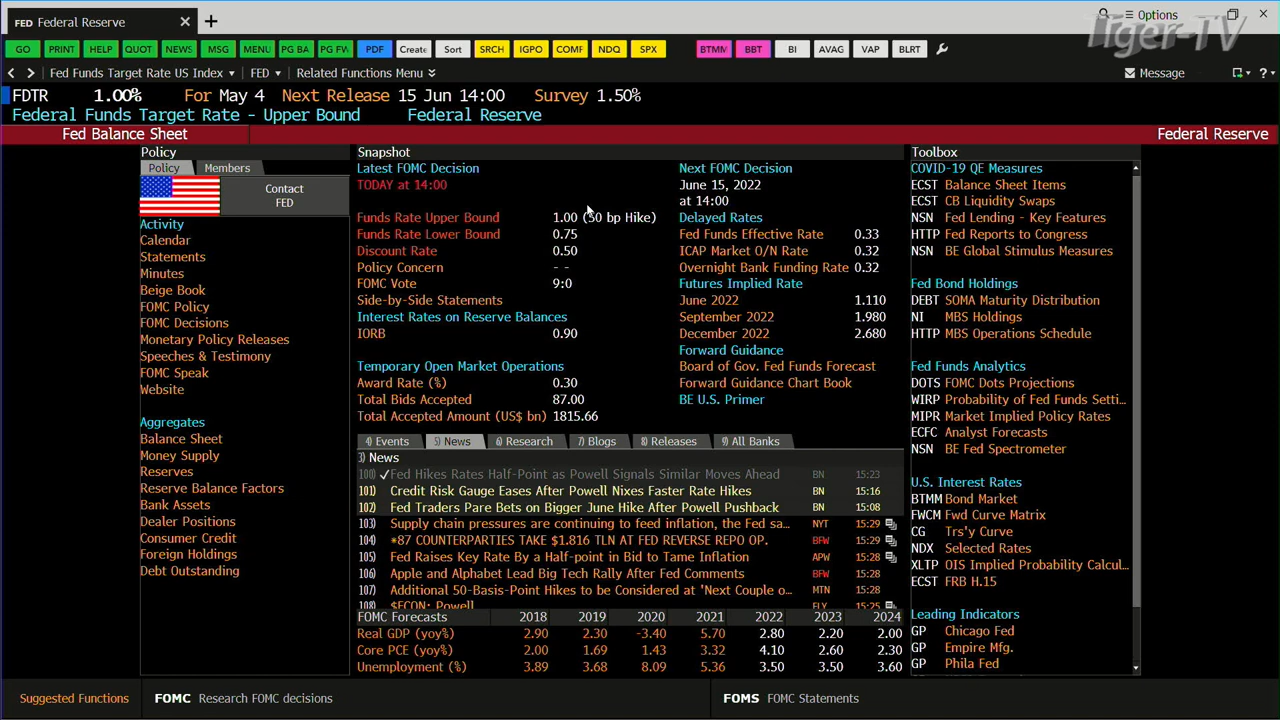 FED Federal Reserve
Options
Tiger-TV
GO PRINT HELP QUOT NEWS MSG MENU PG BA PG FW PDF Create Sort SRCH IGPO COMF NDQ SPX BTMM BBT BI AVAG VAP BLRT
Fed Funds Target Rate US Index FED Related Functions Menu Message ?
FDTR 1.00% For May 4 Next Release 15 Jun 14:00 Survey 1.50%
Federal Funds Target Rate - Upper Bound Federal Reserve
Fed Balance Sheet Federal Reserve
Policy
Policy Members
Contact
FED
Activity
Calendar
Statements
Minutes
Beige Book
FOMC Policy
FOMC Decisions
Monetary Policy Releases
Speeches & Testimony
FOMC Speak
Website
Aggregates
Balance Sheet
Money Supply
Reserves
Reserve Balance Factors
Bank Assets
Dealer Positions
Consumer Credit
Foreign Holdings
Debt Outstanding
Snapshot
Latest FOMC Decision
TODAY at 14:00
Funds Rate Upper Bound 1.00 (50 bp Hike)
Funds Rate Lower Bound 0.75
Discount Rate 0.50
Policy Concern - -
FOMC Vote 9:0
Side-by-Side Statements
Interest Rates on Reserve Balances
IORB 0.90
Temporary Open Market Operations
Award Rate (%) 0.30
Total Bids Accepted 87.00
Total Accepted Amount (US$ bn) 1815.66
Next FOMC Decision
June 15, 2022
at 14:00
Delayed Rates
Fed Funds Effective Rate 0.33
ICAP Market O/N Rate 0.32
Overnight Bank Funding Rate 0.32
Futures Implied Rate
June 2022 1.110
September 2022 1.980
December 2022 2.680
Forward Guidance
Board of Gov. Fed Funds Forecast
Forward Guidance Chart Book
BE U.S. Primer
4) Events 5) News 6) Research 7) Blogs 8) Releases 9) All Banks
3) News
100) ✓Fed Hikes Rates Half-Point as Powell Signals Similar Moves Ahead BN 15:23
101) Credit Risk Gauge Eases After Powell Nixes Faster Rate Hikes BN 15:16
102) Fed Traders Pare Bets on Bigger June Hike After Powell Pushback BN 15:08
103) Supply chain pressures are continuing to feed inflation, the Fed sa... NYT 15:29
104) *87 COUNTERPARTIES TAKE $1.816 TLN AT FED REVERSE REPO OP. BFW 15:29
105) Fed Raises Key Rate By a Half-point in Bid to Tame Inflation APW 15:28
106) Apple and Alphabet Lead Big Tech Rally After Fed Comments BFW 15:28
107) Additional 50-Basis-Point Hikes to be Considered at 'Next Couple o... MTN 15:28
108) $ECON: Powell FLY 15:25
FOMC Forecasts 2018 2019 2020 2021 2022 2023 2024
Real GDP (yoy%) 2.90 2.30 -3.40 5.70 2.80 2.20 2.00
Core PCE (yoy%) 2.00 1.69 1.43 3.32 4.10 2.60 2.30
Unemployment (%) 3.89 3.68 8.09 5.36 3.50 3.50 3.60
Toolbox
COVID-19 QE Measures
ECST Balance Sheet Items
ECST CB Liquidity Swaps
NSN Fed Lending - Key Features
HTTP Fed Reports to Congress
NSN BE Global Stimulus Measures
Fed Bond Holdings
DEBT SOMA Maturity Distribution
NI MBS Holdings
HTTP MBS Operations Schedule
Fed Funds Analytics
DOTS FOMC Dots Projections
WIRP Probability of Fed Funds Setti...
MIPR Market Implied Policy Rates
ECFC Analyst Forecasts
NSN BE Fed Spectrometer
U.S. Interest Rates
BTMM Bond Market
FWCM Fwd Curve Matrix
CG Trs'y Curve
NDX Selected Rates
XLTP OIS Implied Probability Calcul...
ECST FRB H.15
Leading Indicators
GP Chicago Fed
GP Empire Mfg.
GP Phila Fed
Suggested Functions FOMC Research FOMC decisions FOMS FOMC Statements